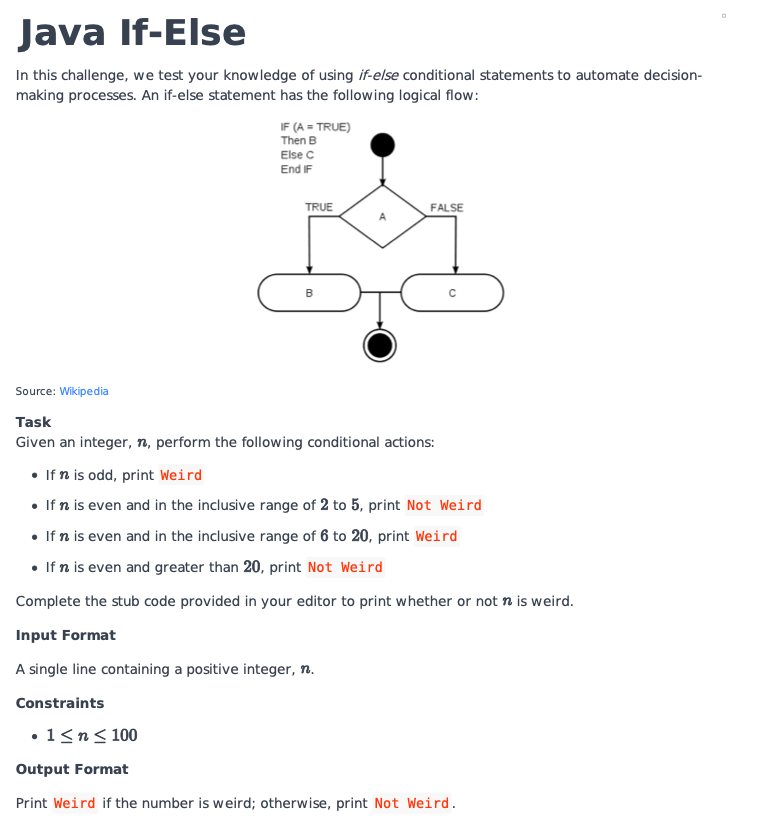 Java If-Else
In this challenge, we test your knowledge of using if-else conditional statements to automate decision-
making processes. An if-else statement has the following logical flow:
IF (A = TRUE)
Then B
Else C
End IF
TRUE
A
FALSE
B
C
Source: Wikipedia
Task
Given an integer, n, perform the following conditional actions:
• If n is odd, print Weird
• If n is even and in the inclusive range of 2 to 5, print Not Weird
• If n is even and in the inclusive range of 6 to 20, print Weird
• If n is even and greater than 20, print Not Weird
Complete the stub code provided in your editor to print whether or not n is weird.
Input Format
A single line containing a positive integer, n.
Constraints
• 1 ≤ n ≤ 100
Output Format
Print Weird if the number is weird; otherwise, print Not Weird.